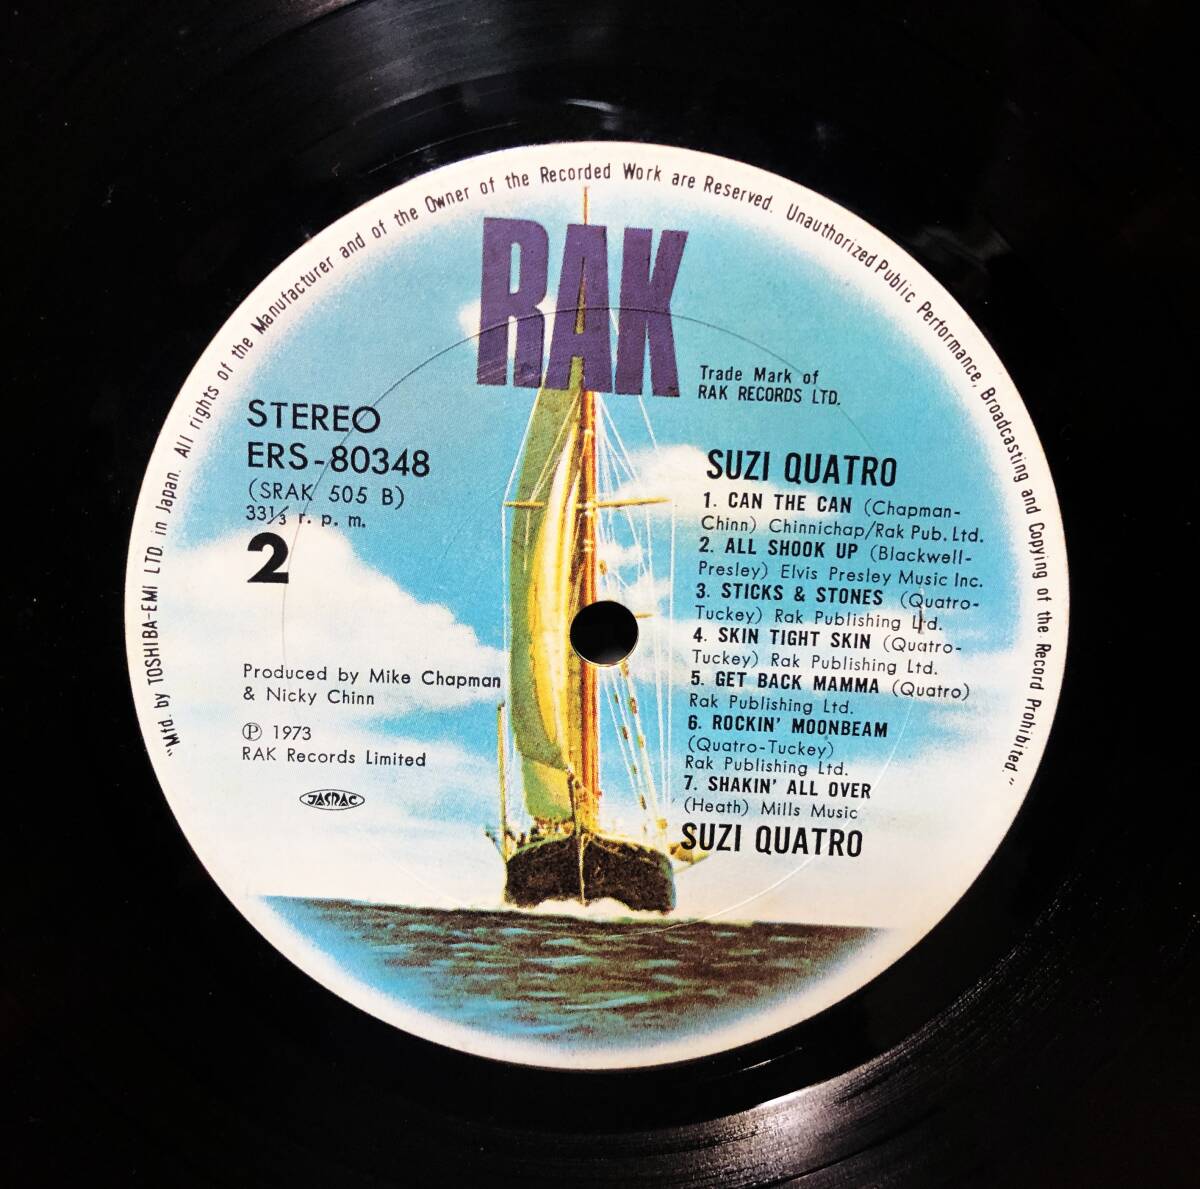 "Mfd. by TOSHIBA-EMI LTD. in Japan. All rights of the Manufacturer and of the Owner of the Recorded Work are Reserved. Unauthorized Public Performance, Broadcasting and Copying of the Record Prohibited."
RAK
Trade Mark of
RAK RECORDS LTD.
STEREO
ERS-80348
(SRAK 505 B)
33⅓ r. p. m.
2
Produced by Mike Chapman
& Nicky Chinn
Ⓟ 1973
RAK Records Limited
JASRAC
SUZI QUATRO
1. CAN THE CAN (Chapman-
Chinn) Chinnichap/Rak Pub. Ltd.
2. ALL SHOOK UP (Blackwell-
Presley) Elvis Presley Music Inc.
3. STICKS & STONES (Quatro-
Tuckey) Rak Publishing Ltd.
4. SKIN TIGHT SKIN (Quatro-
Tuckey) Rak Publishing Ltd.
5. GET BACK MAMMA (Quatro)
Rak Publishing Ltd.
6. ROCKIN' MOONBEAM
(Quatro-Tuckey)
Rak Publishing Ltd.
7. SHAKIN' ALL OVER
(Heath) Mills Music
SUZI QUATRO